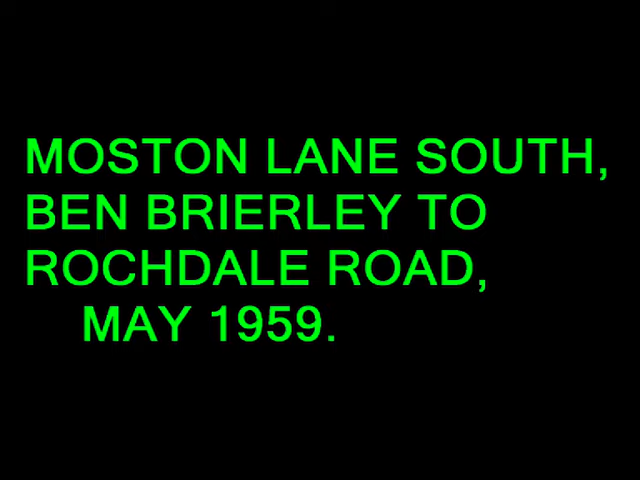 MOSTON LANE SOUTH,
BEN BRIERLEY TO
ROCHDALE ROAD,
MAY 1959.